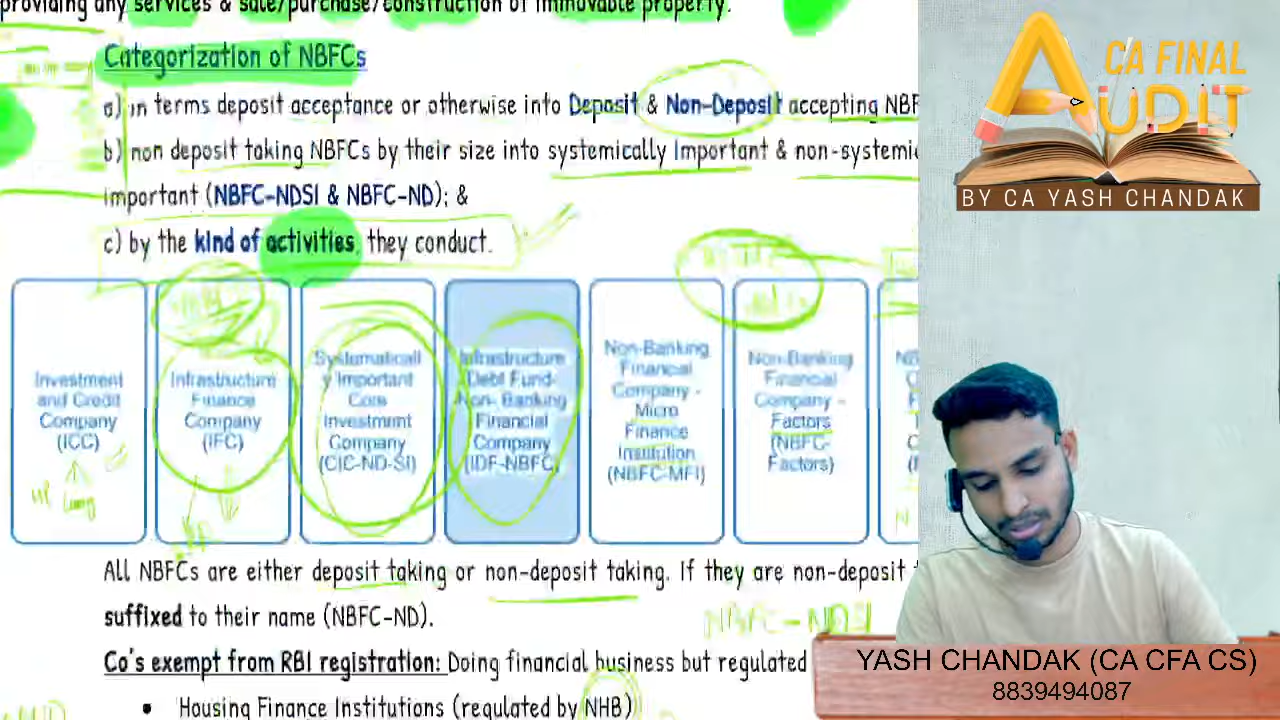 providing any services & sale/purchase/construction of immovable property.
Categorization of NBFCs
a) in terms deposit acceptance or otherwise into Deposit & Non-Deposit accepting NBF
b) non deposit taking NBFCs by their size into systemically Important & non-systemic
important (NBFC-NDSI & NBFC-ND); &
c) by the kind of activities, they conduct.
Investment
and Credit
Company
(ICC)
Infrastructure
Finance
Company
(IFC)
Systematicall
y Important
Core
Investment
Company
(CIC-ND-SI)
Infrastructure
Debt Fund-
Non- Banking
Financial
Company
(IDF-NBFC)
Non-Banking
Financial
Company -
Micro
Finance
Institution
(NBFC-MFI)
Non-Banking
Financial
Company –
Factors
(NBFC-
Factors)
All NBFCs are either deposit taking or non-deposit taking. If they are non-deposit
suffixed to their name (NBFC-ND).
NBFC - NDSI
Co's exempt from RBI registration: Doing financial business but regulated
• Housing Finance Institutions (regulated by NHB)
CA FINAL
AUDIT
BY CA YASH CHANDAK
YASH CHANDAK (CA CFA CS)
8839494087